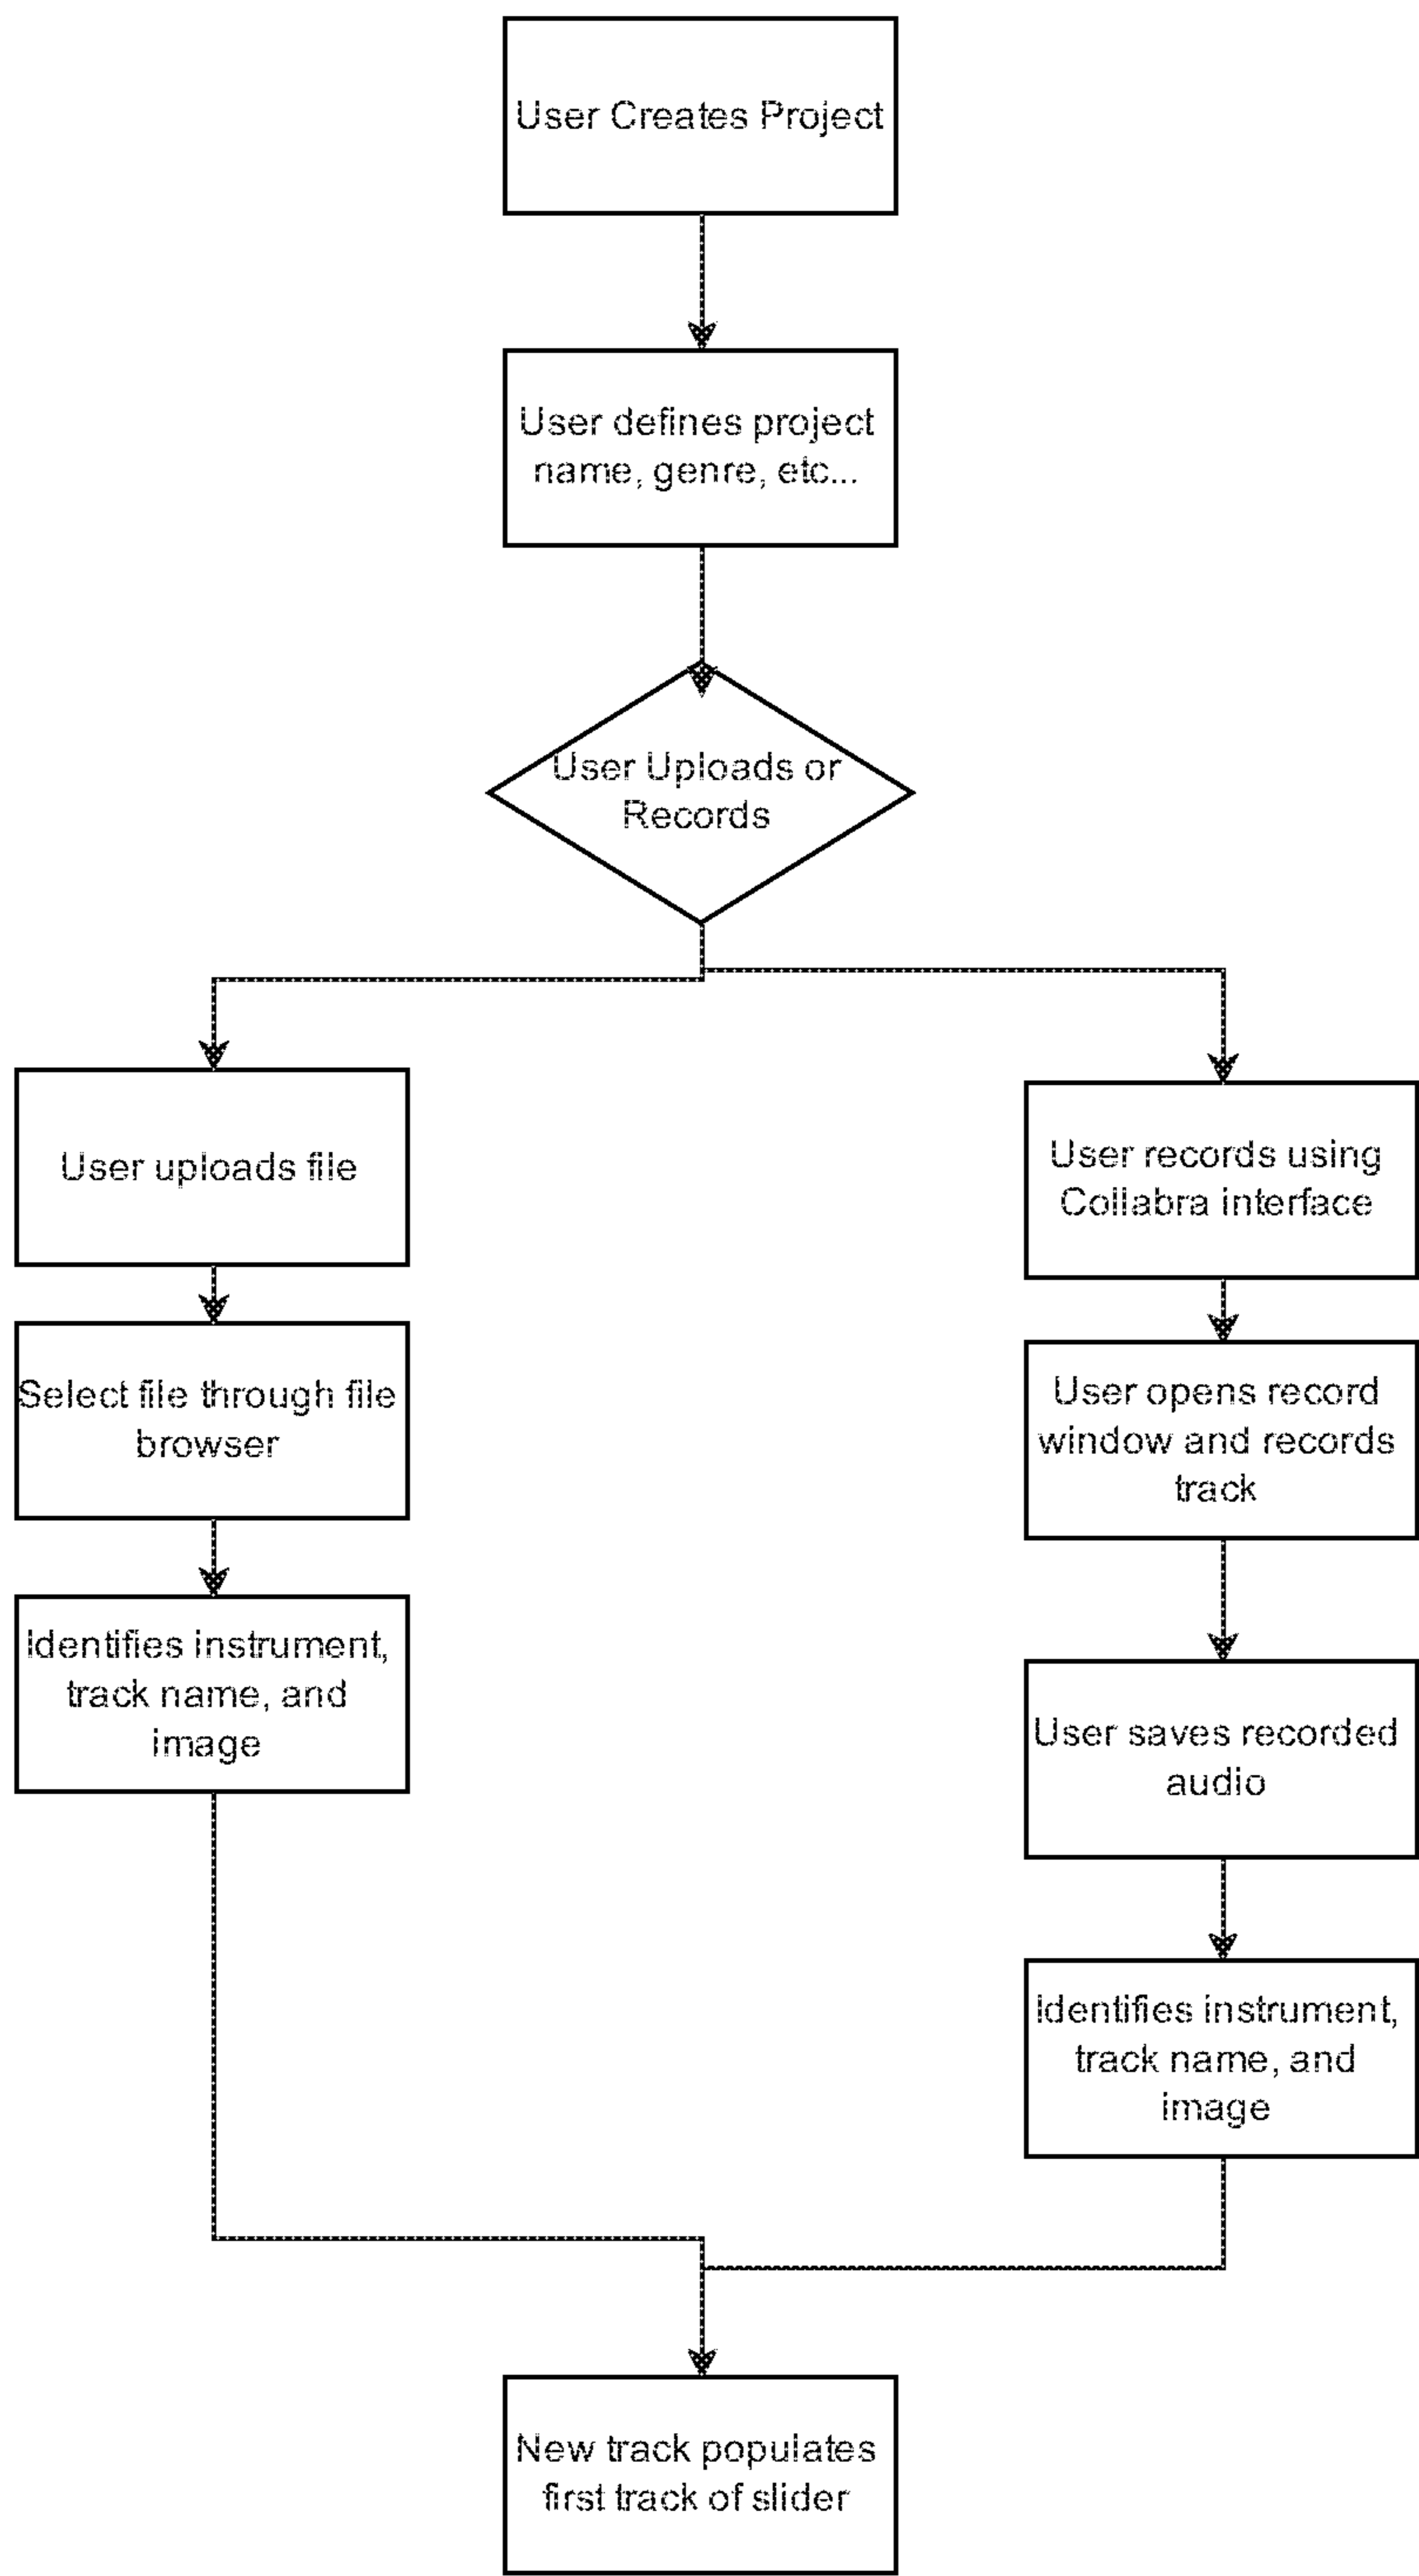 User Creates Project
User defines project
name, genre, etc...
User Uploads or
Records
User uploads file
Select file through file
browser
Identifies instrument,
track name, and
image
User records using
Collabra interface
User opens record
window and records
track
User saves recorded
audio
Identifies instrument,
track name, and
image
New track populates
first track of slider